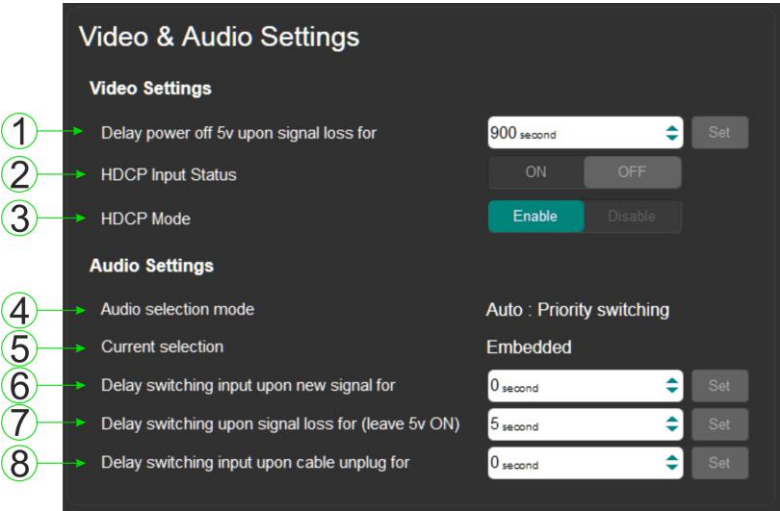 Video & Audio Settings
Video Settings
1 Delay power off 5v upon signal loss for 900 second Set
2 HDCP Input Status ON OFF
3 HDCP Mode Enable Disable
Audio Settings
4 Audio selection mode Auto : Priority switching
5 Current selection Embedded
6 Delay switching input upon new signal for 0 second Set
7 Delay switching upon signal loss for (leave 5v ON) 5 second Set
8 Delay switching input upon cable unplug for 0 second Set